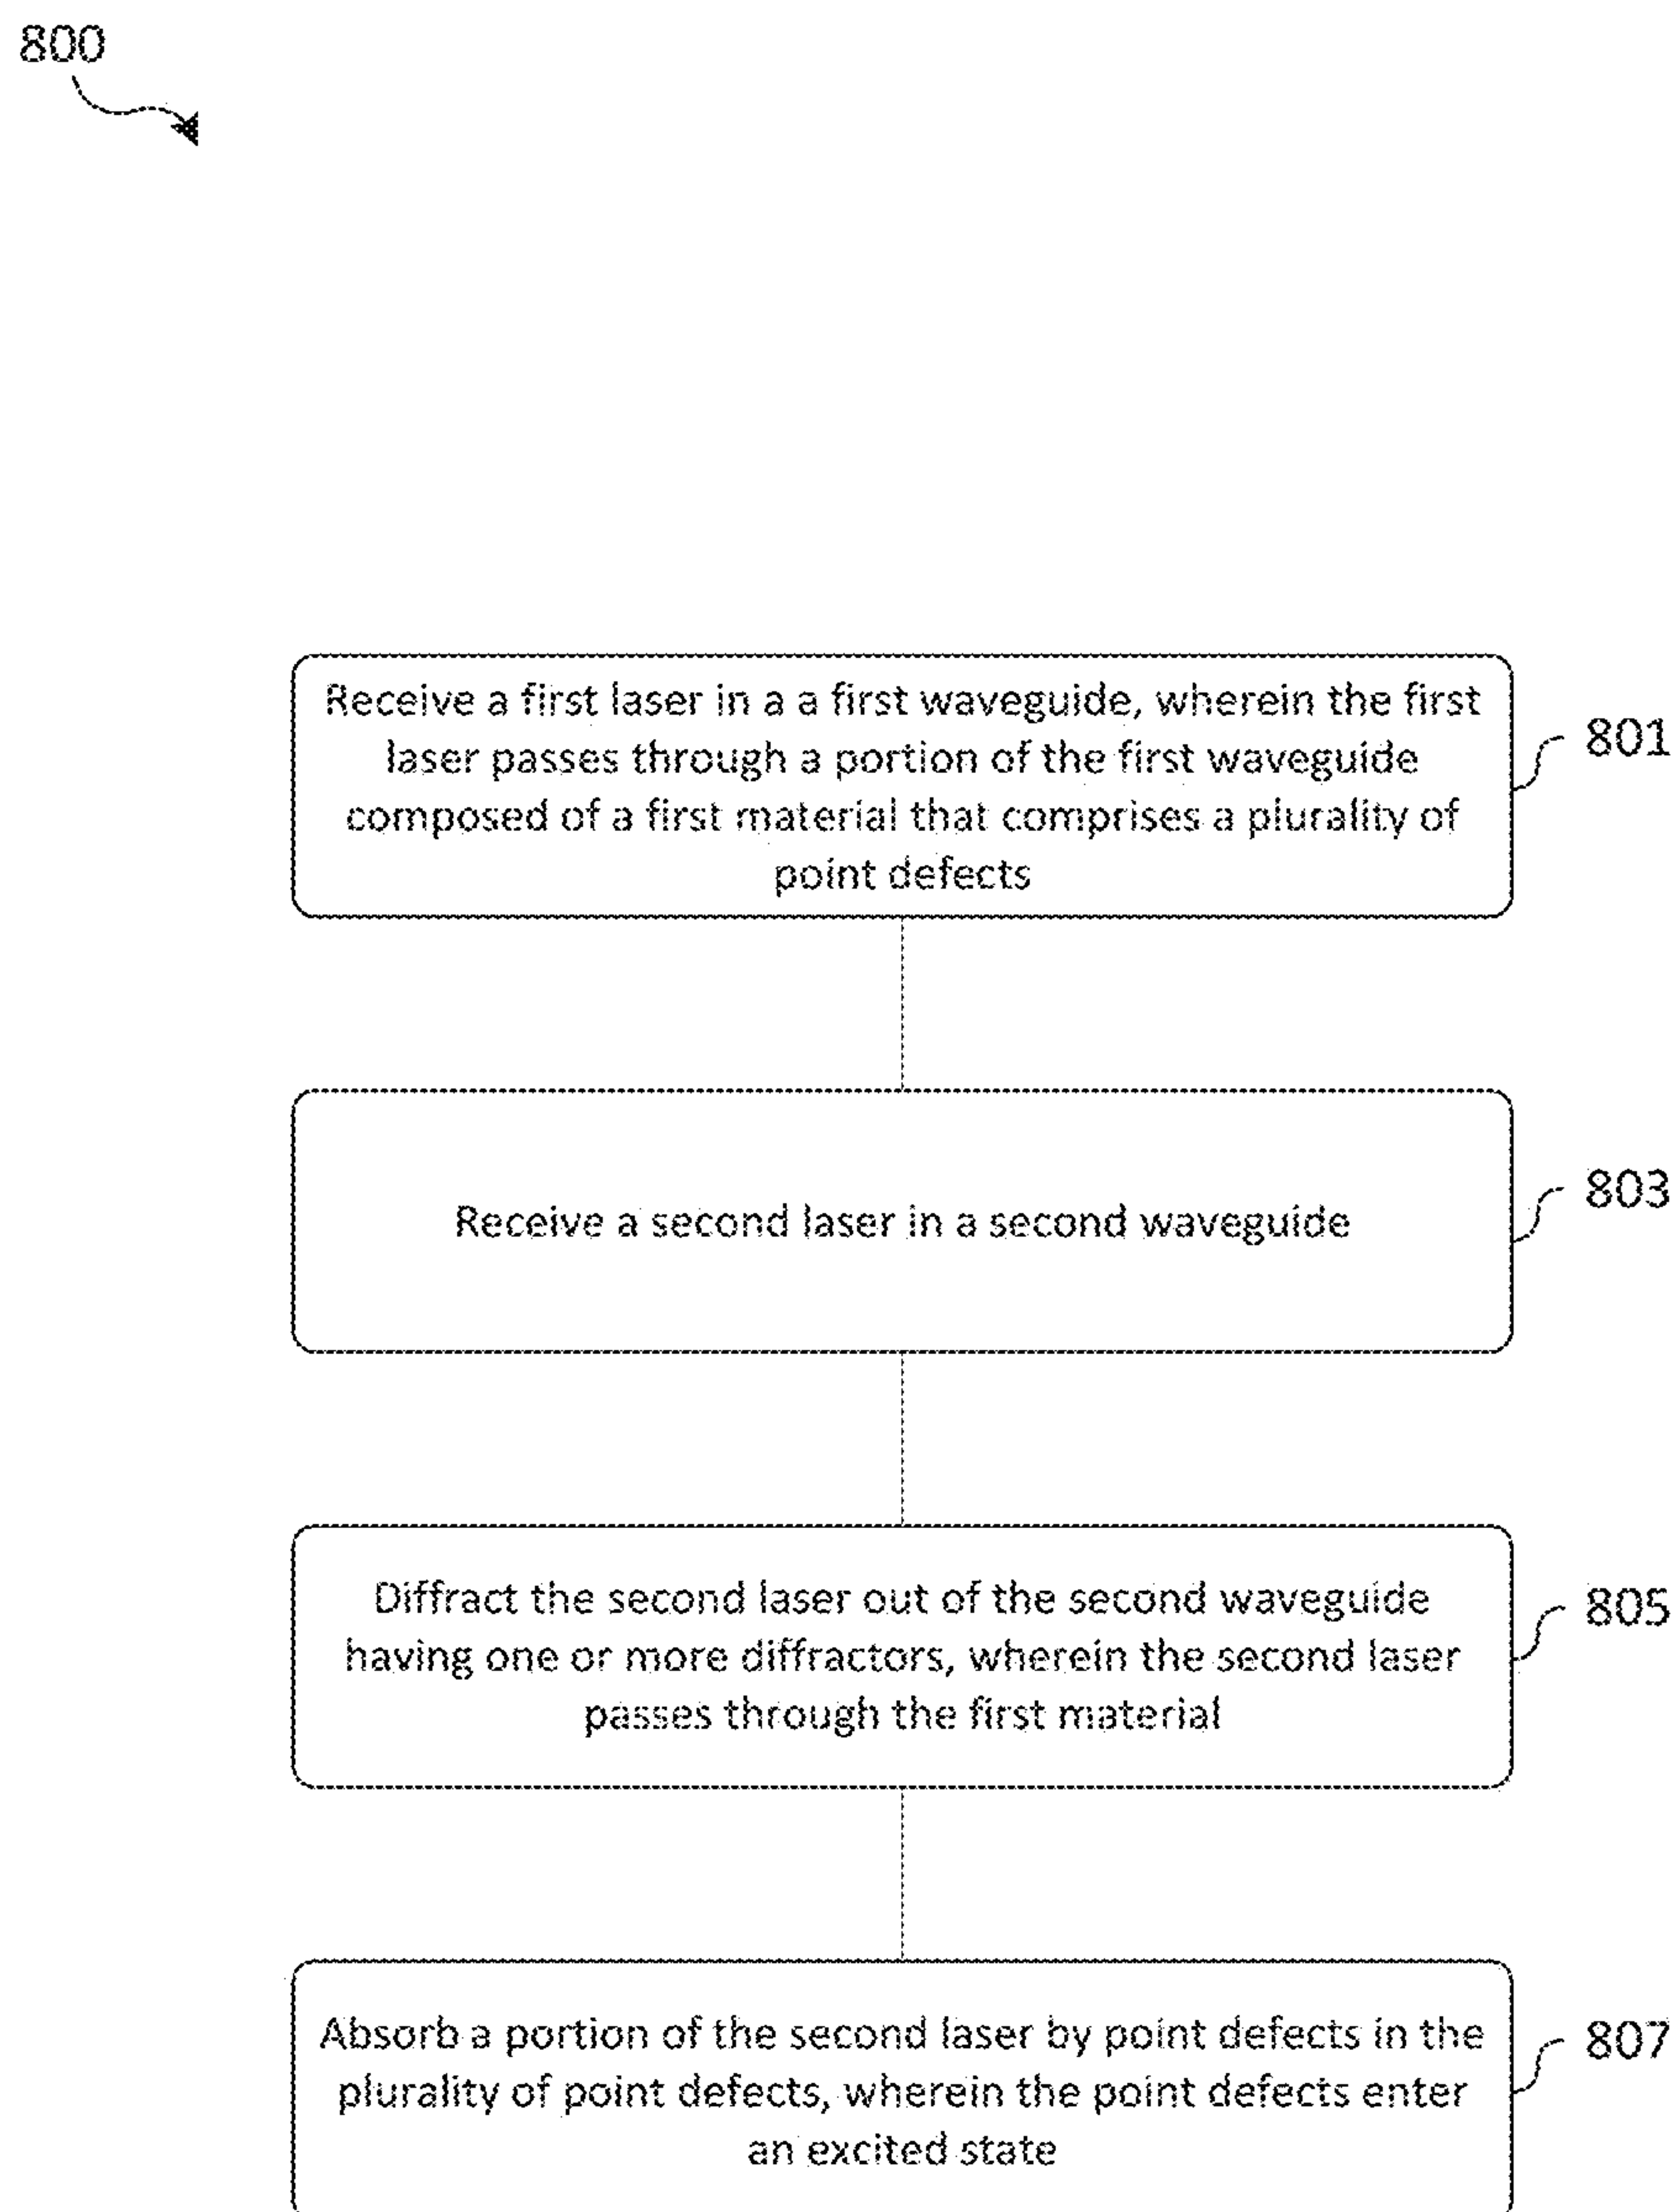 800
Receive a first laser in a a first waveguide, wherein the first
laser passes through a portion of the first waveguide
composed of a first material that comprises a plurality of
point defects
801
Receive a second laser in a second waveguide
803
Diffract the second laser out of the second waveguide
having one or more diffractors, wherein the second laser
passes through the first material
805
Absorb a portion of the second laser by point defects in the
plurality of point defects, wherein the point defects enter
an excited state
807